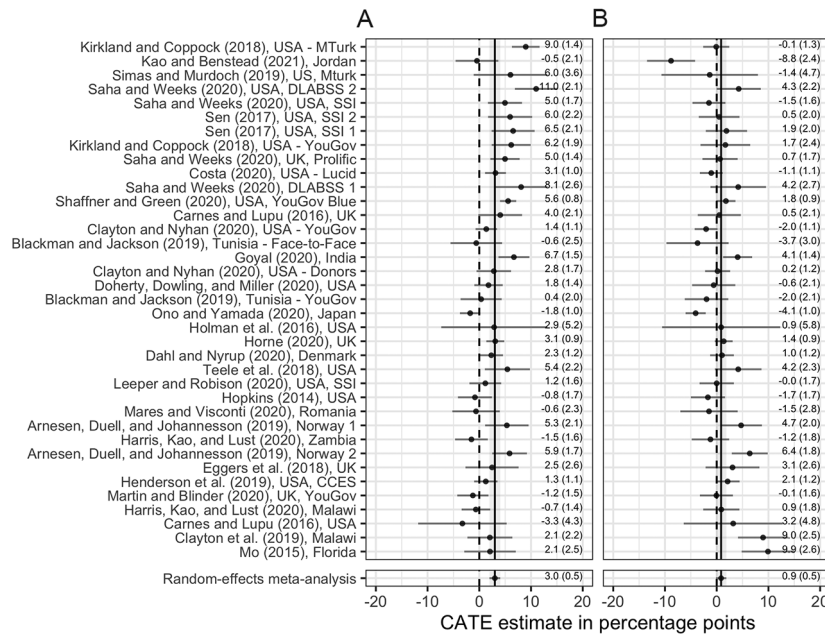 A B
Kirkland and Coppock (2018), USA - MTurk 9.0 (1.4) -0.1 (1.3)
Kao and Benstead (2021), Jordan -0.5 (2.1) -8.8 (2.4)
Simas and Murdoch (2019), US, Mturk 6.0 (3.6) -1.4 (4.7)
Saha and Weeks (2020), USA, DLABSS 2 11.0 (2.1) 4.3 (2.2)
Saha and Weeks (2020), USA, SSI 5.0 (1.7) -1.5 (1.6)
Sen (2017), USA, SSI 2 6.0 (2.2) 0.5 (2.0)
Sen (2017), USA, SSI 1 6.5 (2.1) 1.9 (2.0)
Kirkland and Coppock (2018), USA - YouGov 6.2 (1.9) 1.7 (2.4)
Saha and Weeks (2020), UK, Prolific 5.0 (1.4) 0.7 (1.7)
Costa (2020), USA - Lucid 3.1 (1.0) -1.1 (1.1)
Saha and Weeks (2020), DLABSS 1 8.1 (2.6) 4.2 (2.7)
Shaffner and Green (2020), USA, YouGov Blue 5.6 (0.8) 1.8 (0.9)
Carnes and Lupu (2016), UK 4.0 (2.1) 0.5 (2.1)
Clayton and Nyhan (2020), USA - YouGov 1.4 (1.1) -2.0 (1.1)
Blackman and Jackson (2019), Tunisia - Face-to-Face -0.6 (2.5) -3.7 (3.0)
Goyal (2020), India 6.7 (1.5) 4.1 (1.4)
Clayton and Nyhan (2020), USA - Donors 2.8 (1.7) 0.2 (1.2)
Doherty, Dowling, and Miller (2020), USA 1.8 (1.4) -0.6 (2.1)
Blackman and Jackson (2019), Tunisia - YouGov 0.4 (2.0) -2.0 (2.1)
Ono and Yamada (2020), Japan -1.8 (1.0) -4.1 (1.0)
Holman et al. (2016), USA 2.9 (5.2) 0.9 (5.8)
Horne (2020), UK 3.1 (0.9) 1.4 (0.9)
Dahl and Nyrup (2020), Denmark 2.3 (1.2) 1.0 (1.2)
Teele et al. (2018), USA 5.4 (2.2) 4.2 (2.3)
Leeper and Robison (2020), USA, SSI 1.2 (1.6) -0.0 (1.7)
Hopkins (2014), USA -0.8 (1.7) -1.7 (1.7)
Mares and Visconti (2020), Romania -0.6 (2.3) -1.5 (2.8)
Arnesen, Duell, and Johannesson (2019), Norway 1 5.3 (2.1) 4.7 (2.0)
Harris, Kao, and Lust (2020), Zambia -1.5 (1.6) -1.2 (1.8)
Arnesen, Duell, and Johannesson (2019), Norway 2 5.9 (1.7) 6.4 (1.8)
Eggers et al. (2018), UK 2.5 (2.6) 3.1 (2.6)
Henderson et al. (2019), USA, CCES 1.3 (1.1) 2.1 (1.2)
Martin and Blinder (2020), UK, YouGov -1.2 (1.5) -0.1 (1.6)
Harris, Kao, and Lust (2020), Malawi -0.7 (1.4) 0.9 (1.8)
Carnes and Lupu (2016), USA -3.3 (4.3) 3.2 (4.8)
Clayton et al. (2019), Malawi 2.1 (2.2) 9.0 (2.5)
Mo (2015), Florida 2.1 (2.5) 9.9 (2.6)
Random-effects meta-analysis 3.0 (0.5) 0.9 (0.5)
-20 -10 0 10 20 -20 -10 0 10 20
CATE estimate in percentage points